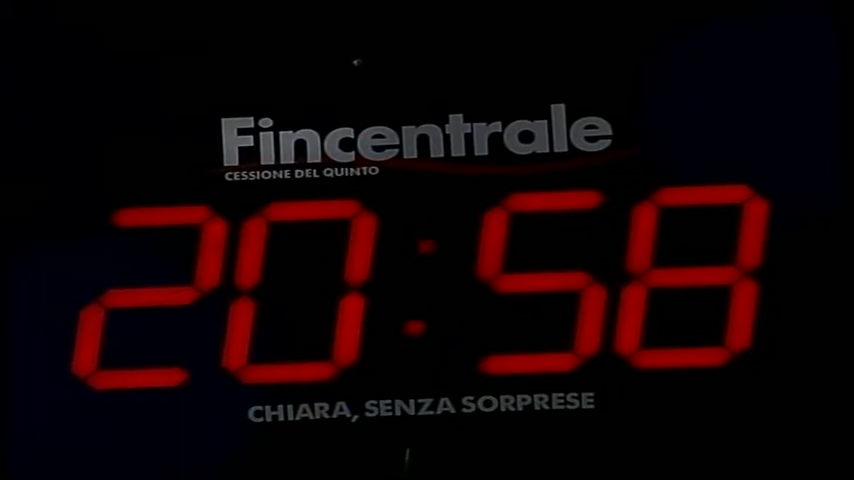 Fincentrale
CESSIONE DEL QUINTO
20:58
CHIARA, SENZA SORPRESE